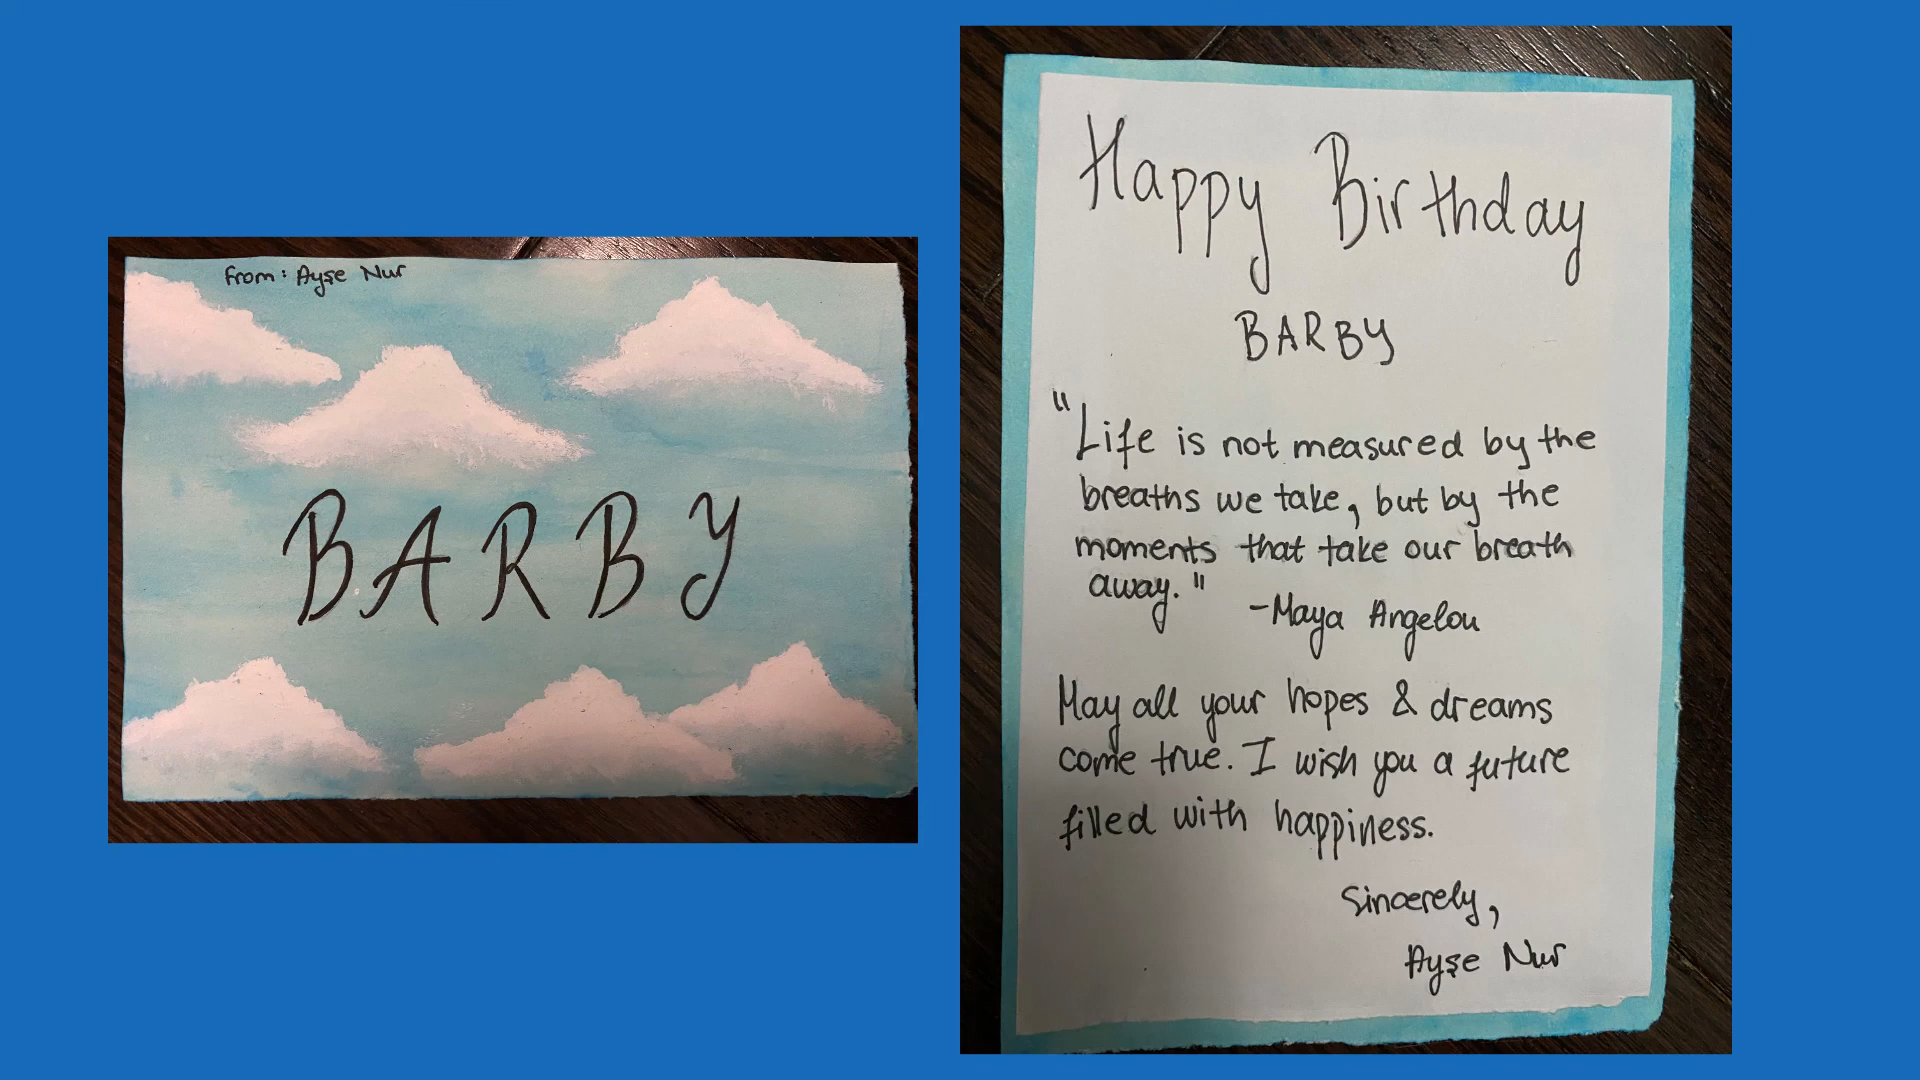 From: Ayşe Nur
BARBY
Happy Birthday
BARBY
"Life is not measured by the
breaths we take, but by the
moments that take our breath
away."
-Maya Angelou
May all your hopes & dreams
come true. I wish you a future
filled with happiness.
Sincerely,
Ayşe Nur